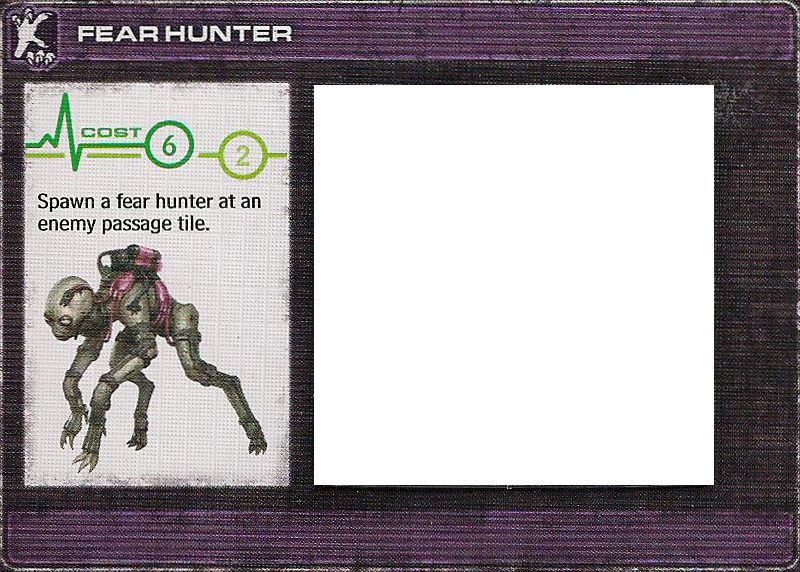 FEAR HUNTER
COST 6 2
Spawn a fear hunter at an
enemy passage tile.